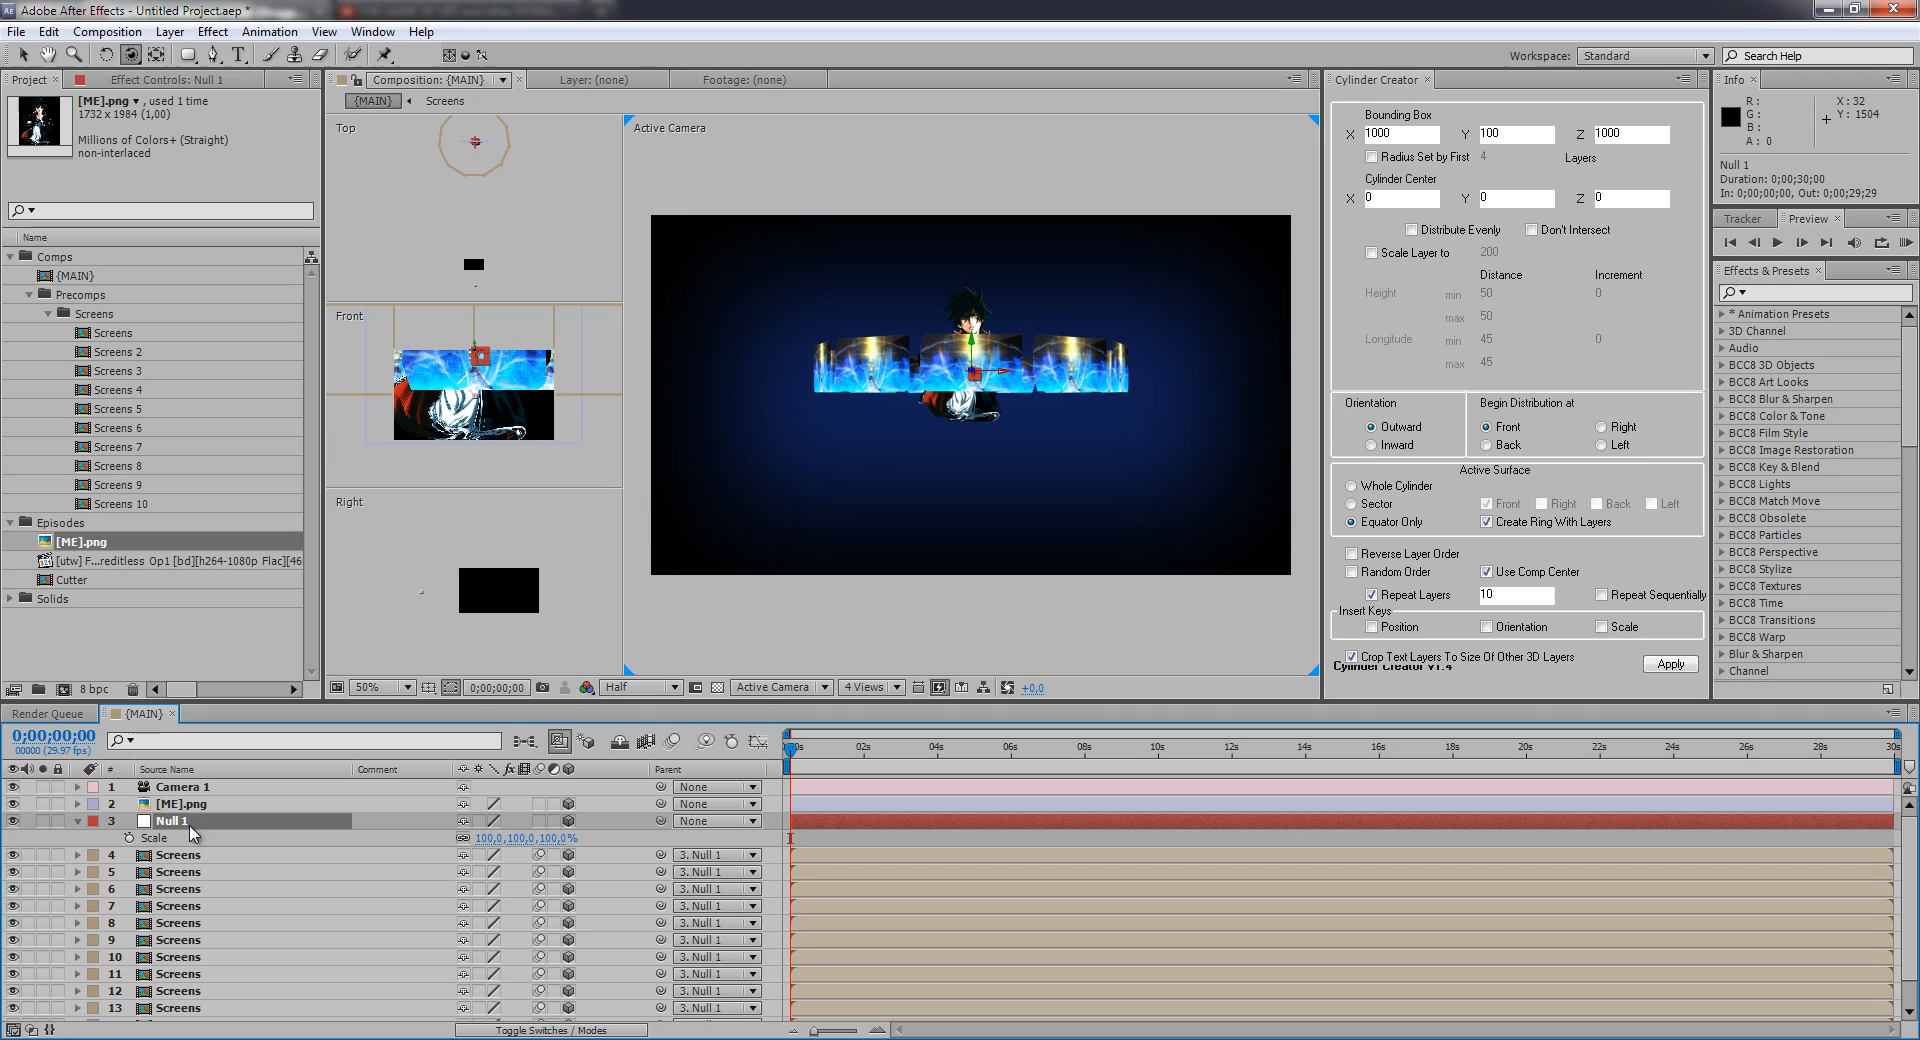 Adobe After Effects - Untitled Project.aep *
File Edit Composition Layer Effect Animation View Window Help
Workspace: Standard Search Help
Project × Effect Controls: Null 1
[ME].png ▾ , used 1 time
1732 x 1984 (1,00)
Millions of Colors+ (Straight)
non-interlaced
Name
Comps
{MAIN}
Precomps
Screens
Screens
Screens 2
Screens 3
Screens 4
Screens 5
Screens 6
Screens 7
Screens 8
Screens 9
Screens 10
Episodes
[ME].png
[utw] F...reditless Op1 [bd][h264-1080p Flac][46
Cutter
Solids
8 bpc
Composition: {MAIN} Layer: (none) Footage: (none)
{MAIN} Screens
Top
Active Camera
Front
Right
50% 0;00;00;00 Half Active Camera 4 Views +0,0
Cylinder Creator ×
Bounding Box
X 1000 Y 100 Z 1000
Radius Set by First 4 Layers
Cylinder Center
X 0 Y 0 Z 0
Distribute Evenly Don't Intersect
Scale Layer to 200
Distance Increment
Height min 50 0
max 50
Longitude min 45 0
max 45
Orientation Begin Distribution at
Outward Front Right
Inward Back Left
Active Surface
Whole Cylinder
Sector Front Right Back Left
Equator Only Create Ring With Layers
Reverse Layer Order
Random Order Use Comp Center
Repeat Layers 10 Repeat Sequentially
Insert Keys
Position Orientation Scale
Crop Text Layers To Size Of Other 3D Layers
Cylinder Creator v1.4 Apply
Info ×
R : X : 32
G : Y : 1504
B :
A : 0
Null 1
Duration: 0;00;30;00
In: 0;00;00;00, Out: 0;00;29;29
Tracker Preview ×
Effects & Presets ×
* Animation Presets
3D Channel
Audio
BCC8 3D Objects
BCC8 Art Looks
BCC8 Blur & Sharpen
BCC8 Color & Tone
BCC8 Film Style
BCC8 Image Restoration
BCC8 Key & Blend
BCC8 Lights
BCC8 Match Move
BCC8 Obsolete
BCC8 Particles
BCC8 Perspective
BCC8 Stylize
BCC8 Textures
BCC8 Time
BCC8 Transitions
BCC8 Warp
Blur & Sharpen
Channel
Render Queue {MAIN} ×
0;00;00;00
00000 (29.97 fps)
02s 04s 06s 08s 10s 12s 14s 16s 18s 20s 22s 24s 26s 28s 30s
# Source Name Comment fx Parent
1 Camera 1 None
2 [ME].png None
3 Null 1 None
Scale 100,0,100,0,100,0%
4 Screens 3. Null 1
5 Screens 3. Null 1
6 Screens 3. Null 1
7 Screens 3. Null 1
8 Screens 3. Null 1
9 Screens 3. Null 1
10 Screens 3. Null 1
11 Screens 3. Null 1
12 Screens 3. Null 1
13 Screens 3. Null 1
Toggle Switches / Modes